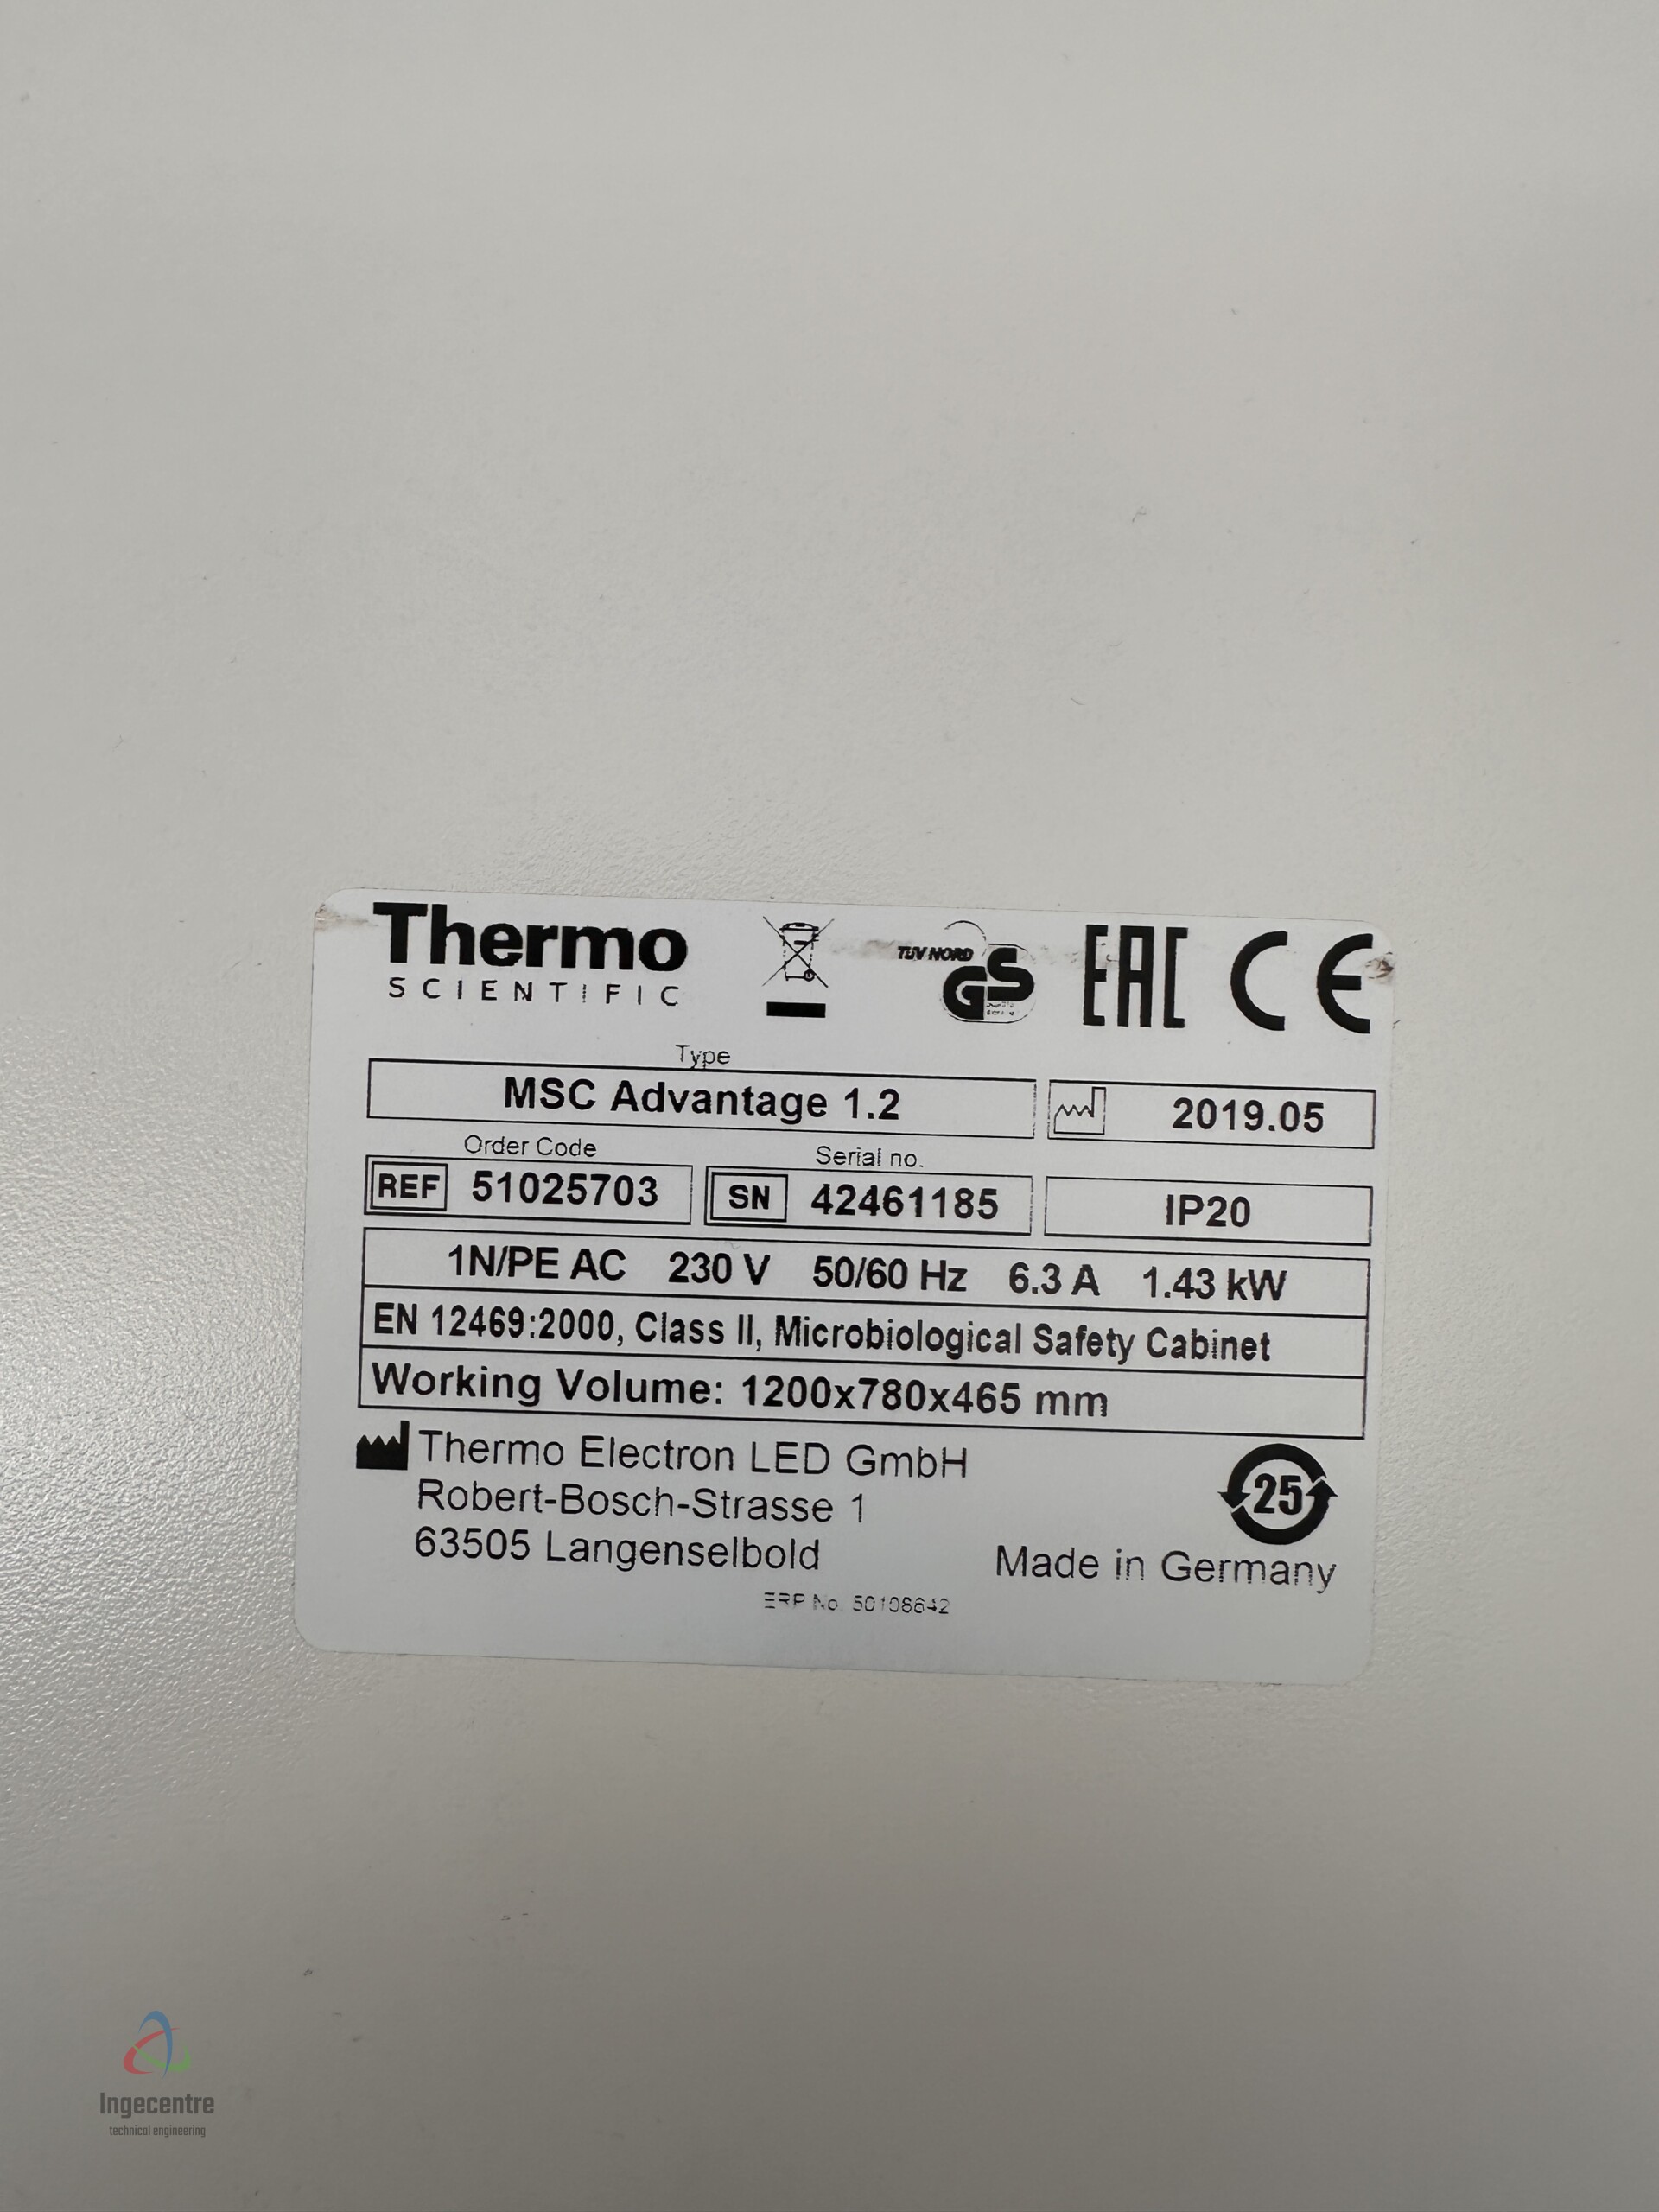 Thermo
SCIENTIFIC
TUV NORD
GS
EAC CE
Type
MSC Advantage 1.2
2019.05
Order Code
Serial no.
REF 51025703
SN 42461185
IP20
1N/PE AC 230 V 50/60 Hz 6.3 A 1.43 kW
EN 12469:2000, Class II, Microbiological Safety Cabinet
Working Volume: 1200x780x465 mm
Thermo Electron LED GmbH
Robert-Bosch-Strasse 1
63505 Langenselbold
25
Made in Germany
ERP No. 50108642
Ingecentre
technical engineering